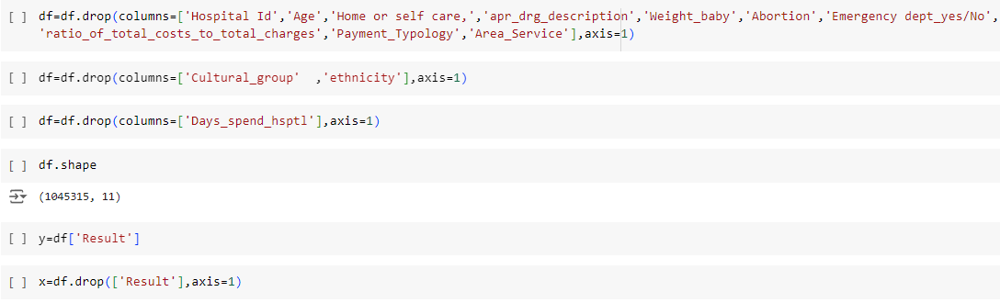 [ ] df=df.drop(columns=['Hospital Id','Age','Home or self care,','apr_drg_description','Weight_baby','Abortion','Emergency dept_yes/No',
'ratio_of_total_costs_to_total_charges','Payment_Typology','Area_Service'],axis=1)
[ ] df=df.drop(columns=['Cultural_group'  ,'ethnicity'],axis=1)
[ ] df=df.drop(columns=['Days_spend_hsptl'],axis=1)
[ ] df.shape
(1045315, 11)
[ ] y=df['Result']
[ ] x=df.drop(['Result'],axis=1)